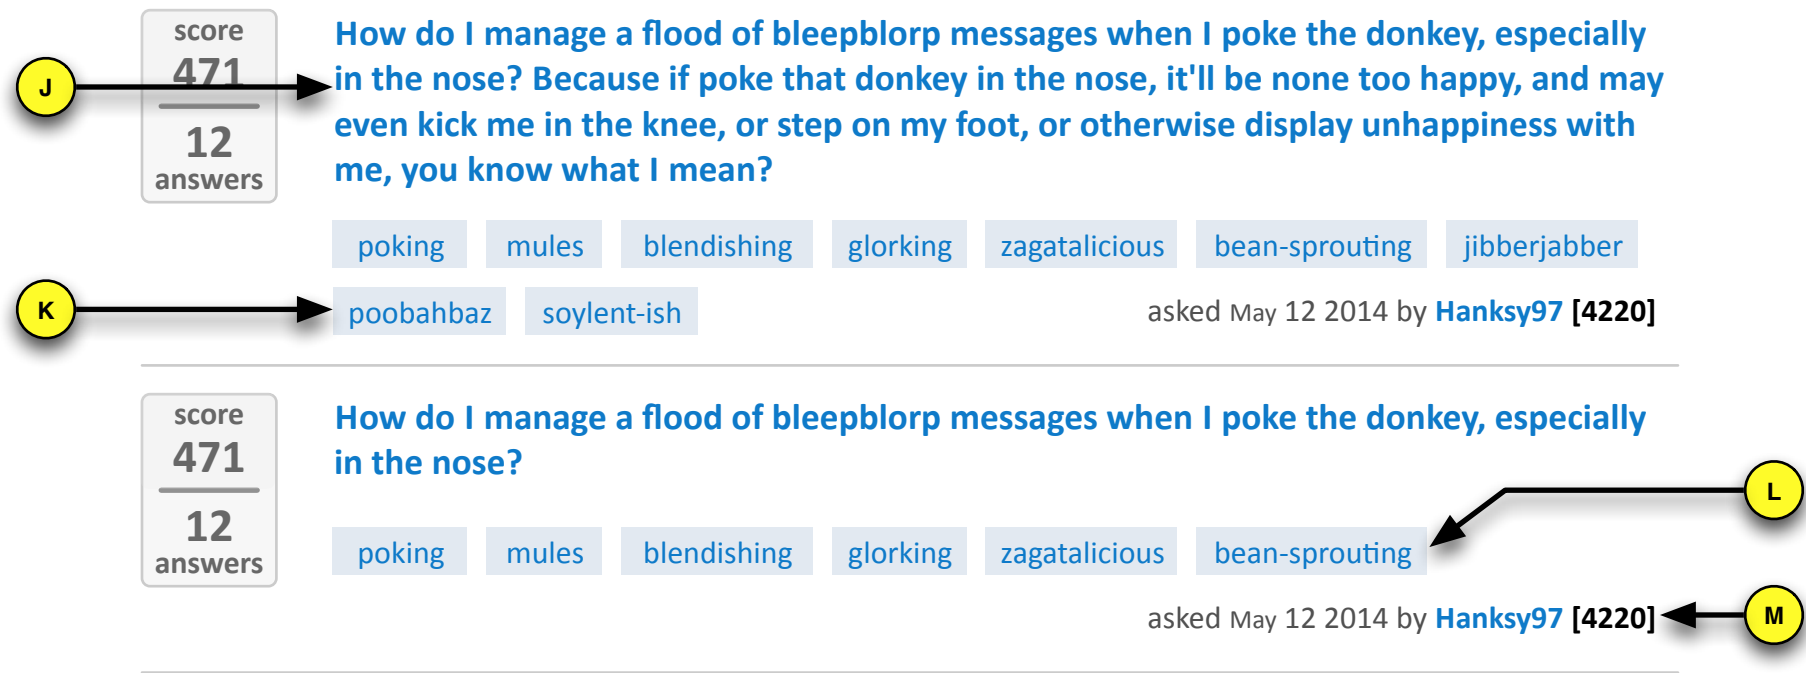 score
471
12
answers
How do I manage a flood of bleepblorp messages when I poke the donkey, especially
in the nose? Because if poke that donkey in the nose, it'll be none too happy, and may
even kick me in the knee, or step on my foot, or otherwise display unhappiness with
me, you know what I mean?
J
poking mules blendishing glorking zagatalicious bean-sprouting jibberjabber
K
poobahbaz soylent-ish
asked May 12 2014 by Hanksy97 [4220]
score
471
12
answers
How do I manage a flood of bleepblorp messages when I poke the donkey, especially
in the nose?
L
poking mules blendishing glorking zagatalicious bean-sprouting
asked May 12 2014 by Hanksy97 [4220]
M